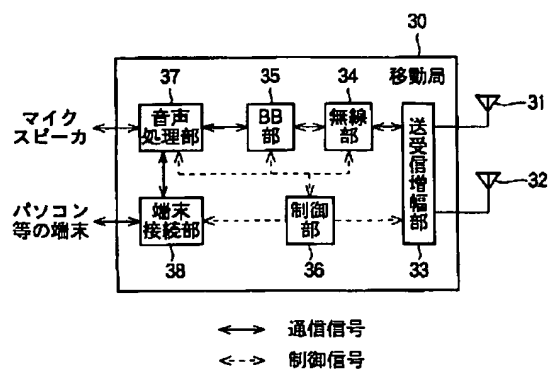 30
移動局
37
35
34
31
マイク
スピーカ
音声
処理部
BB
部
無線
部
送受信増幅部
32
パソコン
等の端末
端末
接続部
制御
部
38
36
33
通信信号
制御信号